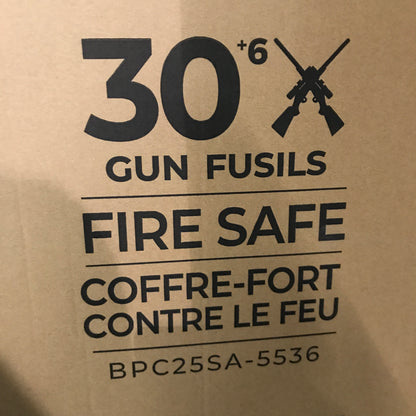 30 +6
GUN FUSILS
FIRE SAFE
COFFRE-FORT
CONTRE LE FEU
BPC25SA-5536